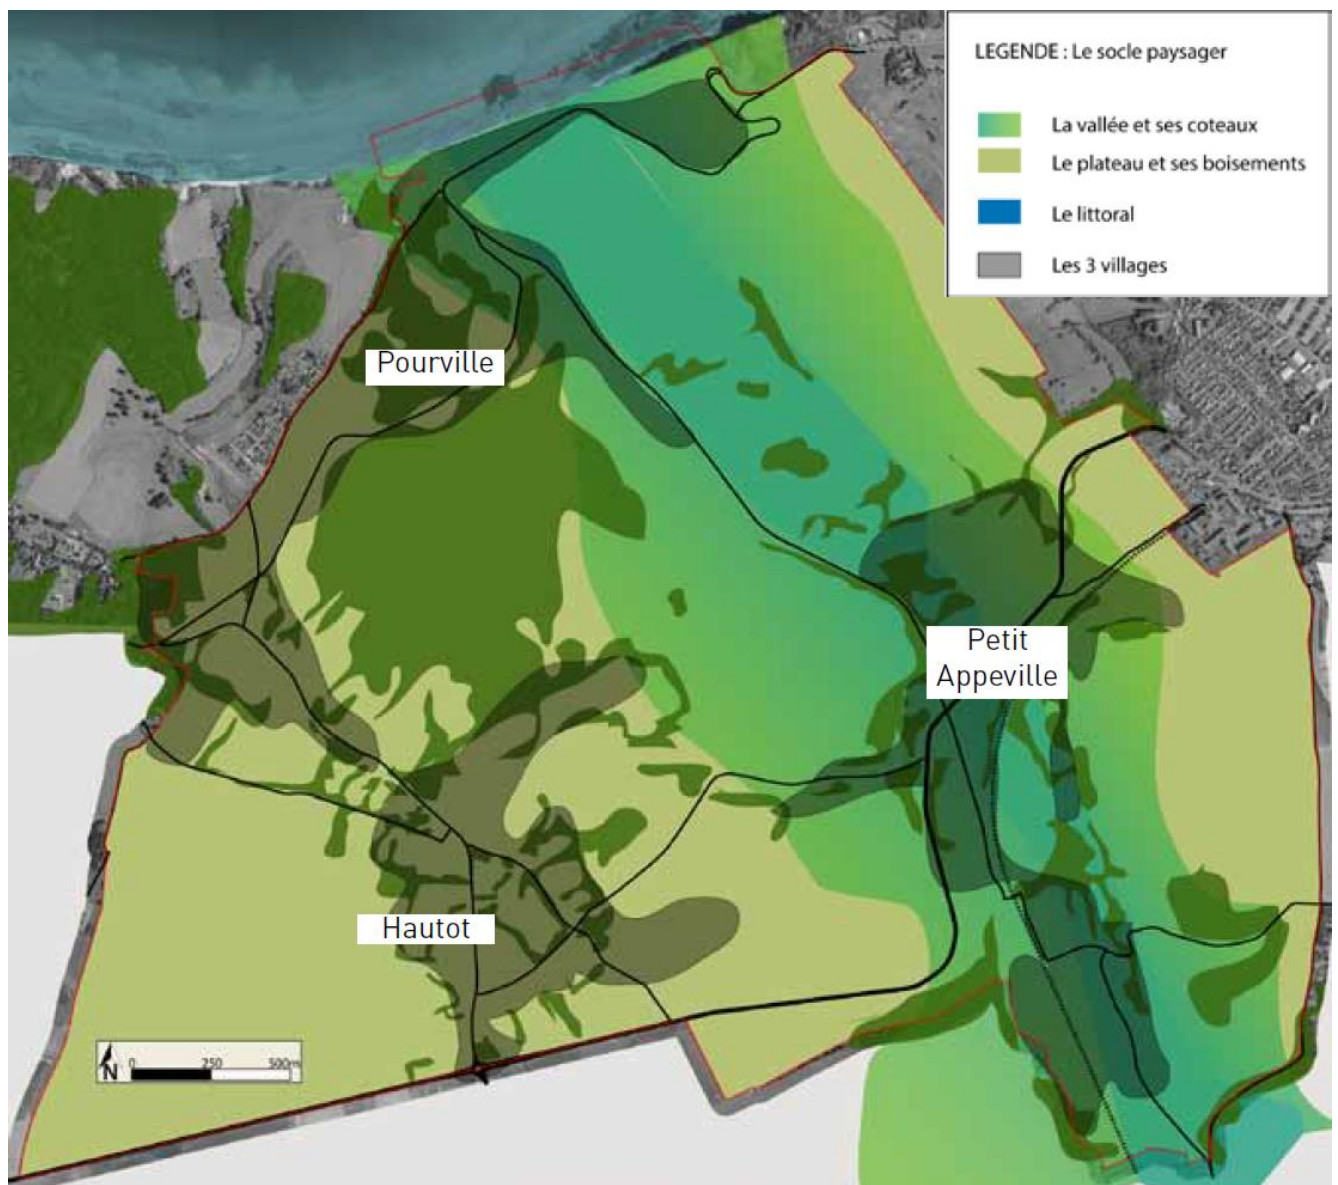 LEGENDE : Le socle paysager
La vallée et ses coteaux
Le plateau et ses boisements
Le littoral
Les 3 villages
Pourville
Petit
Appeville
Hautot
N
0 250 500m